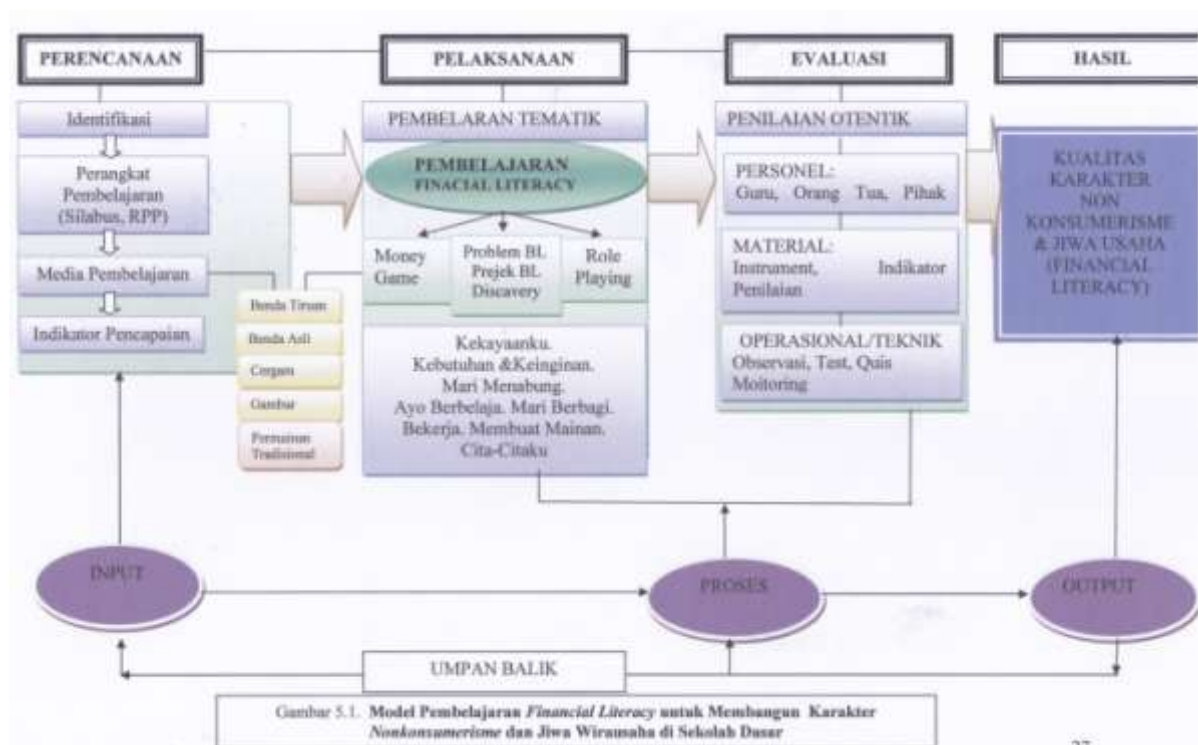 PERENCANAAN
Identifikasi
Perangkat
Pembelajaran
(Silabus, RPP)
Media Pembelajaran
Indikator Pencapaian
Benda Tiruan
Benda Asli
Cergam
Gambar
Permainan
Tradisional
PELAKSANAAN
PEMBELARAN TEMATIK
PEMBELAJARAN
FINACIAL LITERACY
Money
Game
Problem BL
Prejek BL
Discavery
Role
Playing
Kekayaanku.
Kebutuhan &Keinginan.
Mari Menabung.
Ayo Berbelaja. Mari Berbagi.
Bekerja. Membuat Mainan.
Cita-Citaku
EVALUASI
PENILAIAN OTENTIK
PERSONEL:
Guru, Orang Tua, Pihak
MATERIAL:
Instrument, Indikator
Penilaian
OPERASIONAL/TEKNIK
Observasi, Test, Quis
Moitoring
HASIL
KUALITAS
KARAKTER
NON
KONSUMERISME
& JIWA USAHA
(FINANCIAL
LITERACY)
INPUT
PROSES
OUTPUT
UMPAN BALIK
Gambar 5.1. Model Pembelajaran Financial Literacy untuk Membangun Karakter
Nonkonsumerisme dan Jiwa Wirausaha di Sekolah Dasar